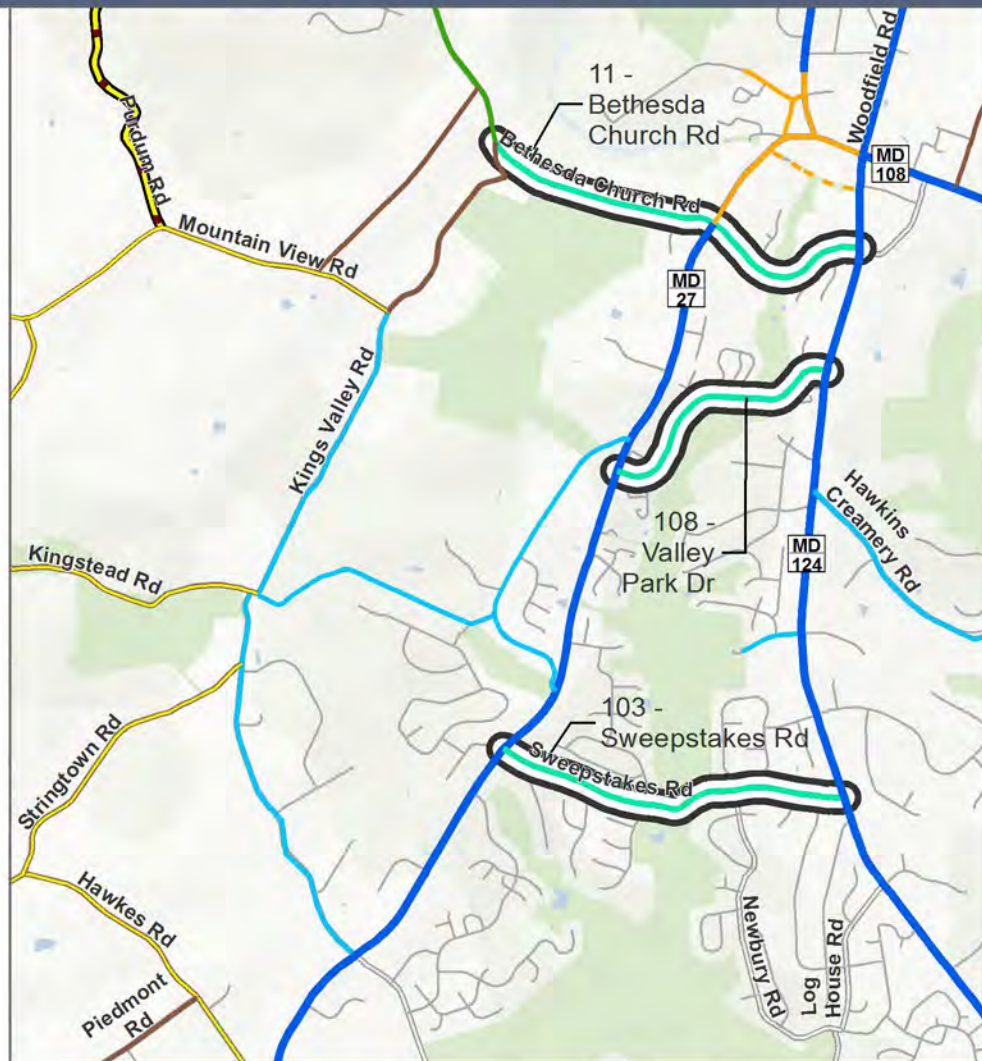 Woodfield Rd
11 -
Bethesda
Church Rd
Purdum Rd
Bethesda Church Rd
MD
108
Mountain View Rd
MD
27
Kings Valley Rd
Hawkins
Creamery Rd
108 -
Valley
Park Dr
MD
124
Kingstead Rd
103 -
Sweepstakes Rd
Sweepstakes Rd
Stringtown Rd
Hawkes Rd
Newbury Rd
Log
House Rd
Piedmont
Rd